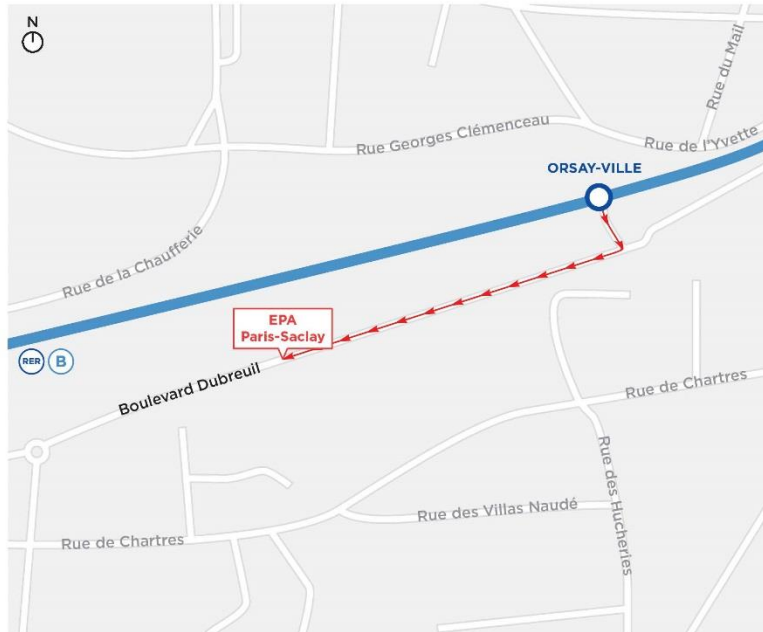 N
Rue du Mail
Rue Georges Clémenceau
Rue de l'Yvette
ORSAY-VILLE
Rue de la Chaufferie
EPA
Paris-Saclay
RER B
Boulevard Dubreuil
Rue de Chartres
Rue des Hucheries
Rue des Villas Naudé
Rue de Chartres